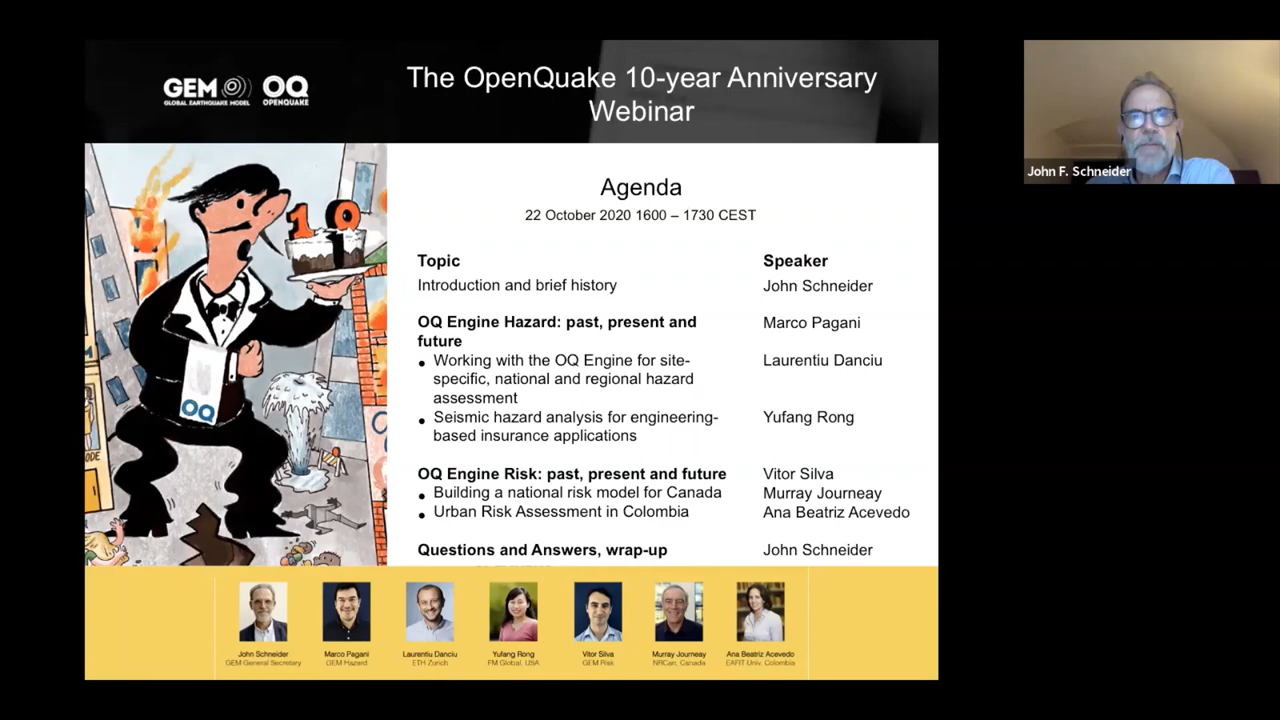 GEM
GLOBAL EARTHQUAKE MODEL
OQ
OPENQUAKE
The OpenQuake 10-year Anniversary
Webinar
John F. Schneider
10
OQ
ODE
Agenda
22 October 2020 1600 – 1730 CEST
Topic Speaker
Introduction and brief history John Schneider
OQ Engine Hazard: past, present and Marco Pagani
future
• Working with the OQ Engine for site- Laurentiu Danciu
specific, national and regional hazard
assessment
• Seismic hazard analysis for engineering- Yufang Rong
based insurance applications
OQ Engine Risk: past, present and future Vitor Silva
• Building a national risk model for Canada Murray Journeay
• Urban Risk Assessment in Colombia Ana Beatriz Acevedo
Questions and Answers, wrap-up John Schneider
John Schneider Marco Pagani Laurentiu Danciu Yufang Rong Vitor Silva Murray Journeay Ana Beatriz Acevedo
GEM General Secretary GEM Hazard ETH Zurich FM Global, USA GEM Risk NRCan, Canada EAFIT Univ. Colombia